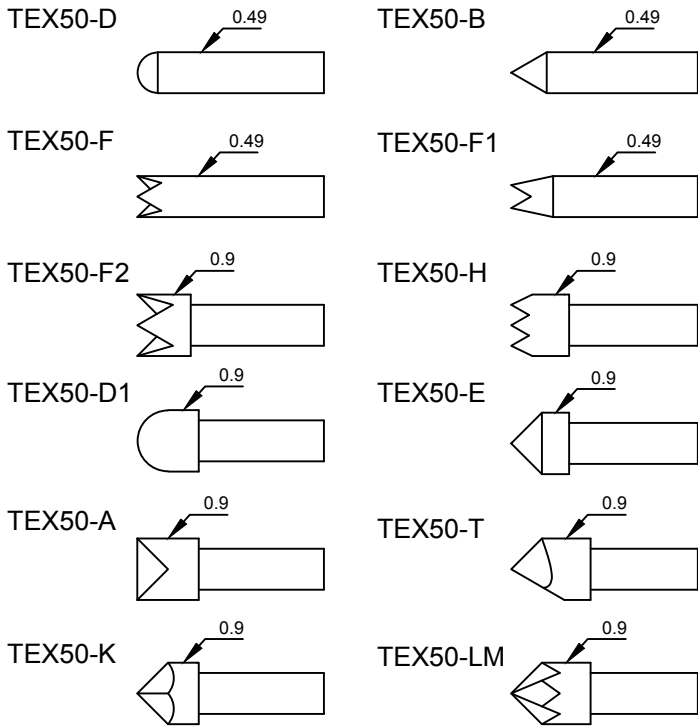 TEX50-D 0.49
TEX50-B 0.49
TEX50-F 0.49
TEX50-F1 0.49
TEX50-F2 0.9
TEX50-H 0.9
TEX50-D1 0.9
TEX50-E 0.9
TEX50-A 0.9
TEX50-T 0.9
TEX50-K 0.9
TEX50-LM 0.9